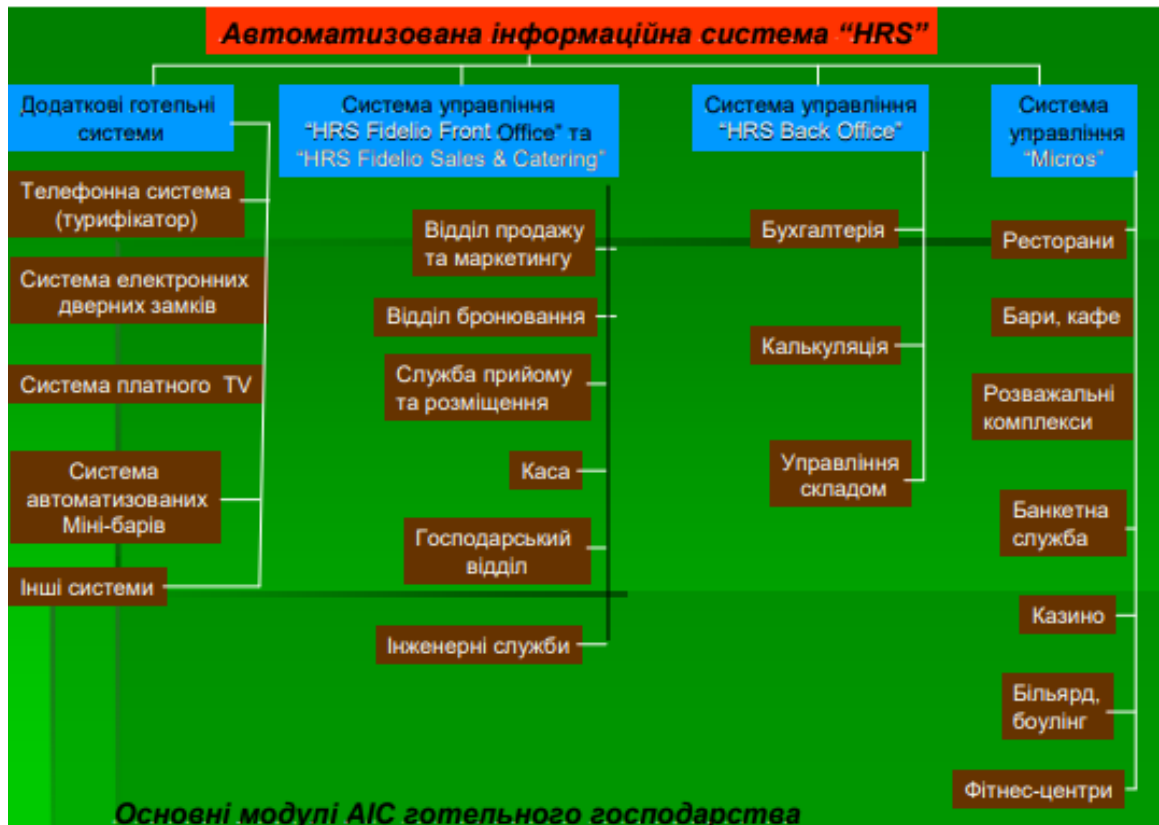 Автоматизована інформаційна система “HRS”
Додаткові готельні
системи
Телефонна система
(турифікатор)
Система електронних
дверних замків
Система платного TV
Система
автоматизованих
Міні-барів
Інші системи
Система управління
“HRS Fidelio Front Office” та
“HRS Fidelio Sales & Catering”
Відділ продажу
та маркетингу
Відділ бронювання
Служба прийому
та розміщення
Каса
Господарський
відділ
Інженерні служби
Система управління
“HRS Back Office”
Бухгалтерія
Калькуляція
Управління
складом
Система
управління
“Micros”
Ресторани
Бари, кафе
Розважальні
комплекси
Банкетна
служба
Казино
Більярд,
боулінг
Фітнес-центри
Основні модулі АІС готельного господарства